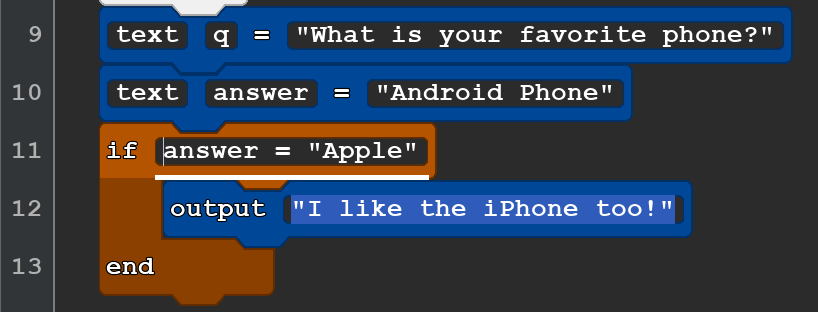 9 text q = "What is your favorite phone?"
10 text answer = "Android Phone"
11 if answer = "Apple"
12 output "I like the iPhone too!"
13 end